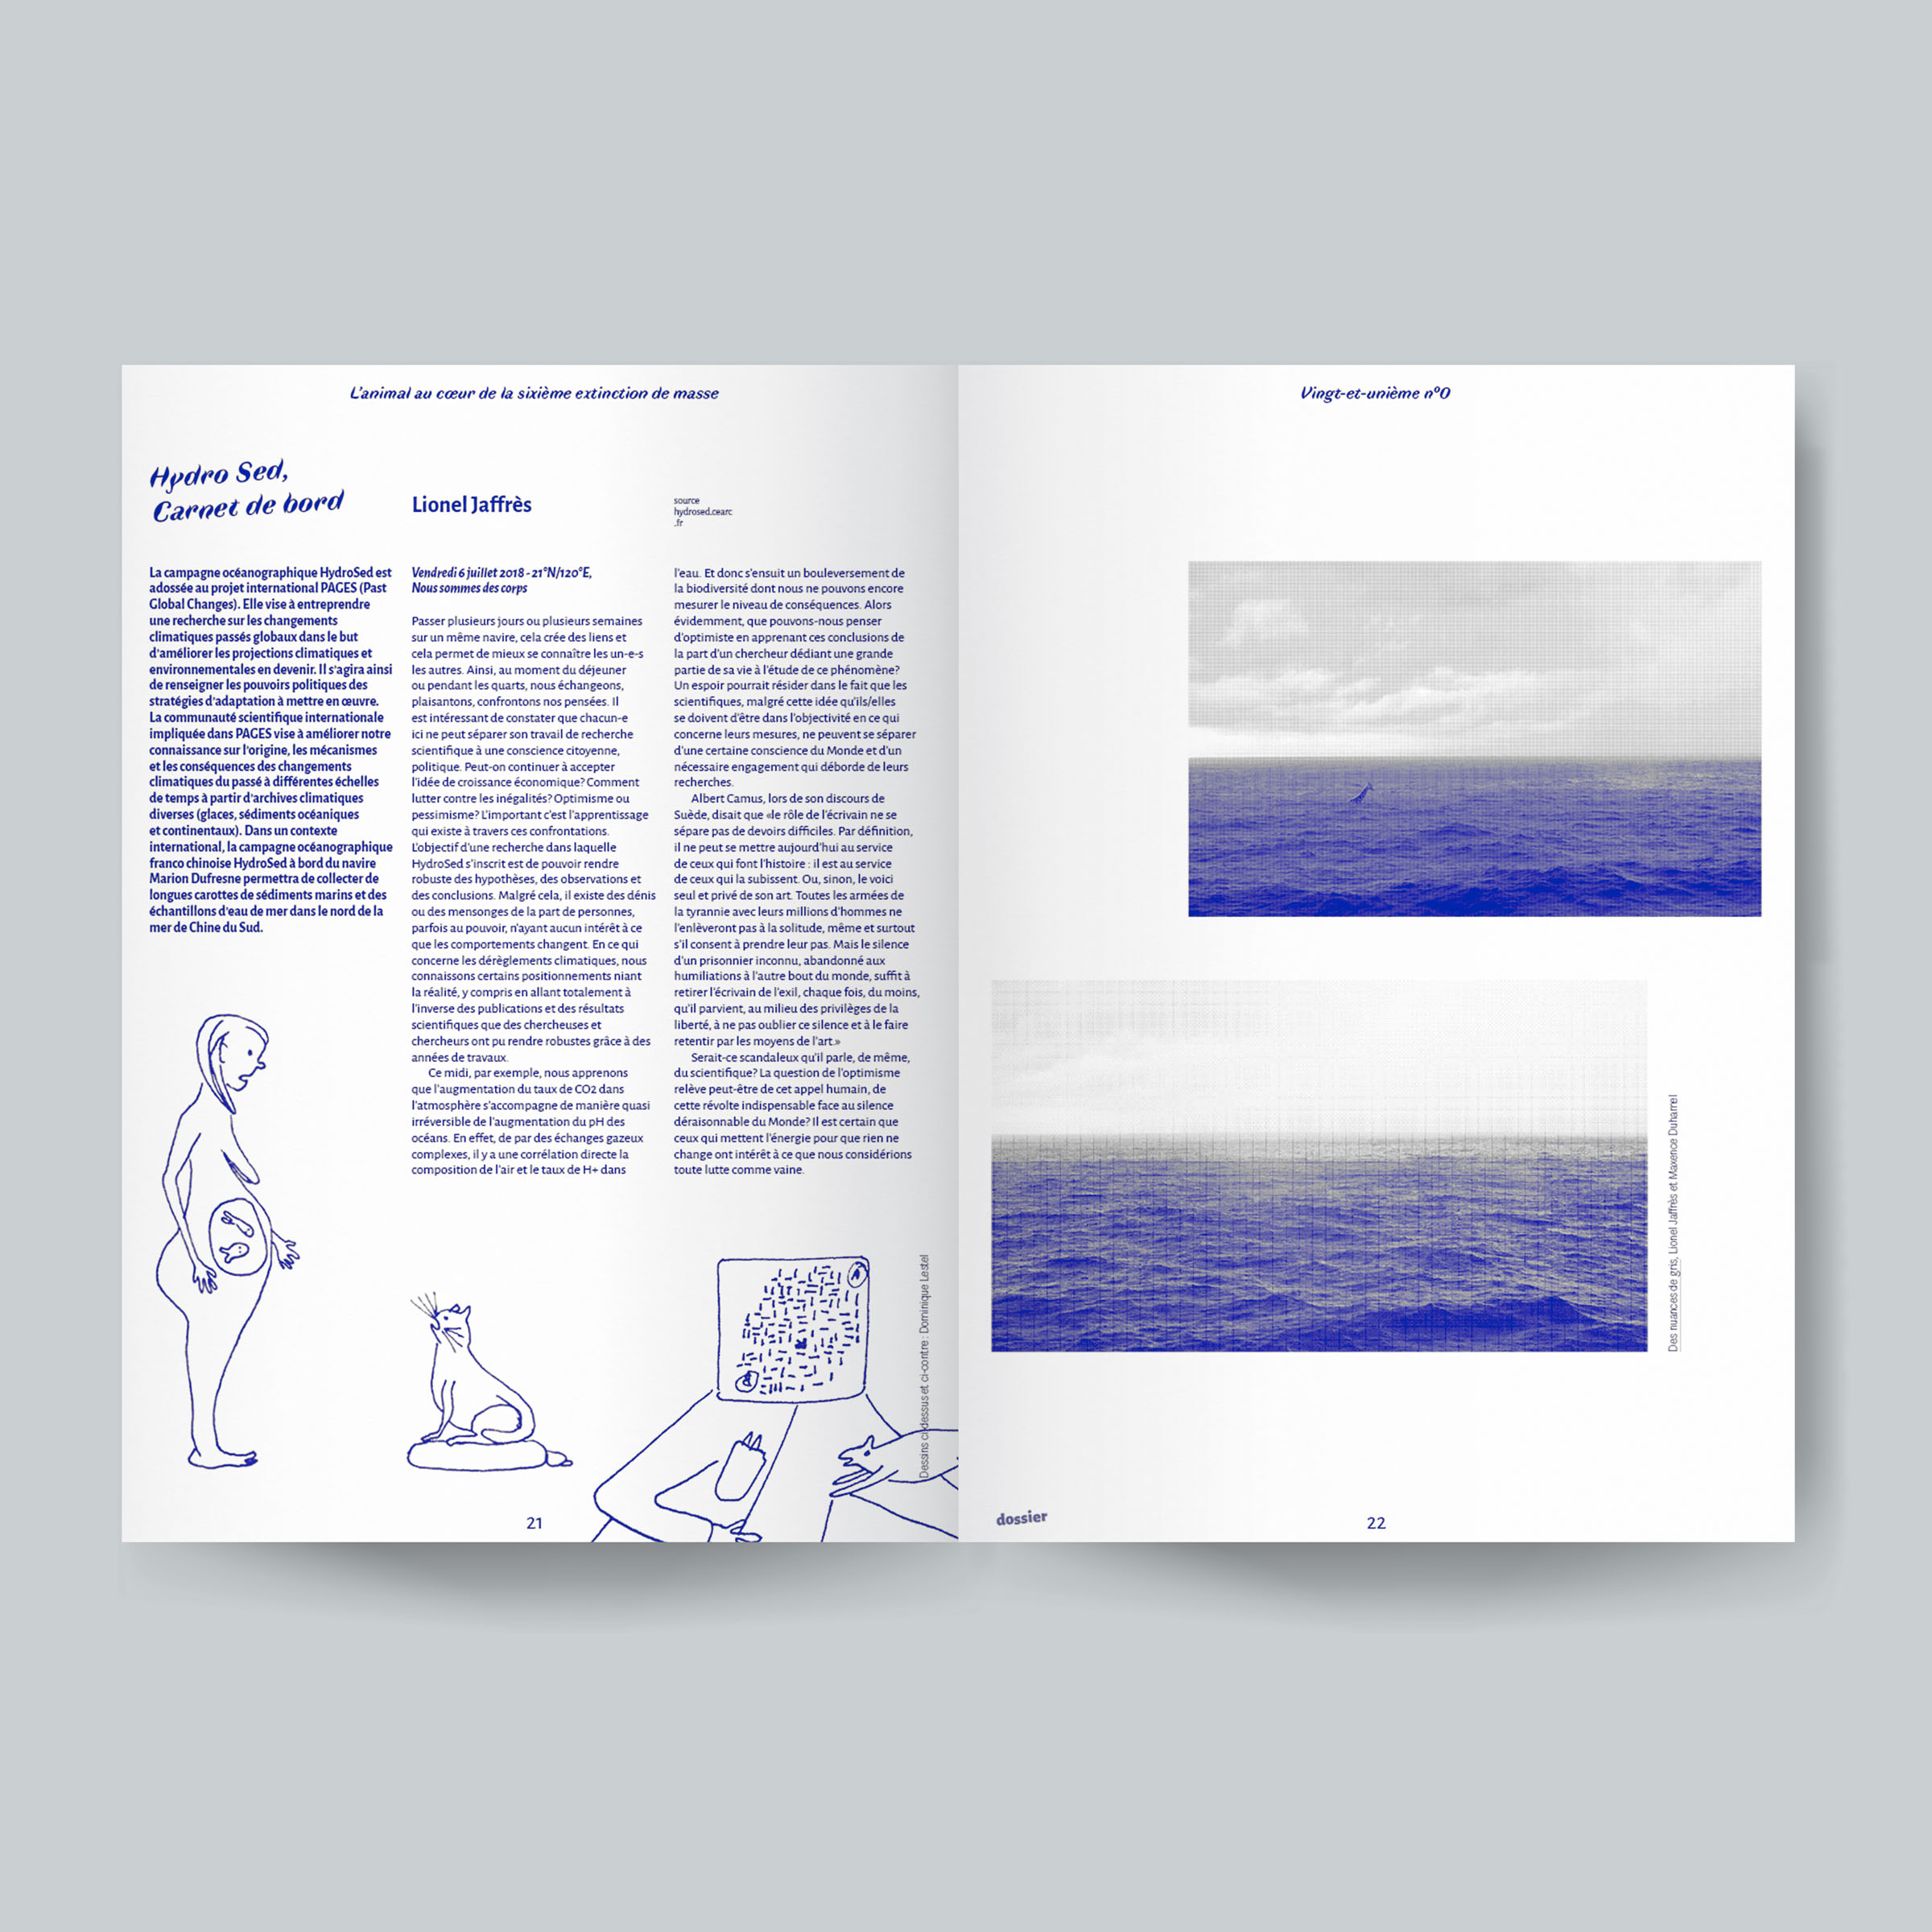 L'animal au cœur de la sixième extinction de masse
Hydro Sed,
Carnet de bord
Lionel Jaffrès
source
hydrosed.cearc
.fr
La campagne océanographique HydroSed est
adossée au projet international PAGES (Past
Global Changes). Elle vise à entreprendre
une recherche sur les changements
climatiques passés globaux dans le but
d'améliorer les projections climatiques et
environnementales en devenir. Il s'agira ainsi
de renseigner les pouvoirs politiques des
stratégies d'adaptation à mettre en œuvre.
La communauté scientifique internationale
impliquée dans PAGES vise à améliorer notre
connaissance sur l'origine, les mécanismes
et les conséquences des changements
climatiques du passé à différentes échelles
de temps à partir d'archives climatiques
diverses (glaces, sédiments océaniques
et continentaux). Dans un contexte
international, la campagne océanographique
franco chinoise HydroSed à bord du navire
Marion Dufresne permettra de collecter de
longues carottes de sédiments marins et des
échantillons d'eau de mer dans le nord de la
mer de Chine du Sud.
Vendredi 6 juillet 2018 - 21°N/120°E,
Nous sommes des corps
Passer plusieurs jours ou plusieurs semaines
sur un même navire, cela crée des liens et
cela permet de mieux se connaître les un-e-s
les autres. Ainsi, au moment du déjeuner
ou pendant les quarts, nous échangeons,
plaisantons, confrontons nos pensées. Il
est intéressant de constater que chacun-e
ici ne peut séparer son travail de recherche
scientifique à une conscience citoyenne,
politique. Peut-on continuer à accepter
l'idée de croissance économique? Comment
lutter contre les inégalités? Optimisme ou
pessimisme? L'important c'est l'apprentissage
qui existe à travers ces confrontations.
L'objectif d'une recherche dans laquelle
HydroSed s'inscrit est de pouvoir rendre
robuste des hypothèses, des observations et
des conclusions. Malgré cela, il existe des dénis
ou des mensonges de la part de personnes,
parfois au pouvoir, n'ayant aucun intérêt à ce
que les comportements changent. En ce qui
concerne les dérèglements climatiques, nous
connaissons certains positionnements niant
la réalité, y compris en allant totalement à
l'inverse des publications et des résultats
scientifiques que des chercheuses et
chercheurs ont pu rendre robustes grâce à des
années de travaux.
Ce midi, par exemple, nous apprenons
que l'augmentation du taux de CO2 dans
l'atmosphère s'accompagne de manière quasi
irréversible de l'augmentation du pH des
océans. En effet, de par des échanges gazeux
complexes, il y a une corrélation directe la
composition de l'air et le taux de H+ dans
l'eau. Et donc s'ensuit un bouleversement de
la biodiversité dont nous ne pouvons encore
mesurer le niveau de conséquences. Alors
évidemment, que pouvons-nous penser
d'optimiste en apprenant ces conclusions de
la part d'un chercheur dédiant une grande
partie de sa vie à l'étude de ce phénomène?
Un espoir pourrait résider dans le fait que les
scientifiques, malgré cette idée qu'ils/elles
se doivent d'être dans l'objectivité en ce qui
concerne leurs mesures, ne peuvent se séparer
d'une certaine conscience du Monde et d'un
nécessaire engagement qui déborde de leurs
recherches.
Albert Camus, lors de son discours de
Suède, disait que «le rôle de l'écrivain ne se
sépare pas de devoirs difficiles. Par définition,
il ne peut se mettre aujourd'hui au service
de ceux qui font l'histoire : il est au service
de ceux qui la subissent. Ou, sinon, le voici
seul et privé de son art. Toutes les armées de
la tyrannie avec leurs millions d'hommes ne
l'enlèveront pas à la solitude, même et surtout
s'il consent à prendre leur pas. Mais le silence
d'un prisonnier inconnu, abandonné aux
humiliations à l'autre bout du monde, suffit à
retirer l'écrivain de l'exil, chaque fois, du moins,
qu'il parvient, au milieu des privilèges de la
liberté, à ne pas oublier ce silence et à le faire
retentir par les moyens de l'art.»
Serait-ce scandaleux qu'il parle, de même,
du scientifique? La question de l'optimisme
relève peut-être de cet appel humain, de
cette révolte indispensable face au silence
déraisonnable du Monde? Il est certain que
ceux qui mettent l'énergie pour que rien ne
change ont intérêt à ce que nous considérions
toute lutte comme vaine.
Dessins ci-dessus et ci-contre : Dominique Lestel
21
Vingt-et-unième n°0
Des nuances de gris, Lionel Jaffrès et Maxence Duhamel
dossier
22